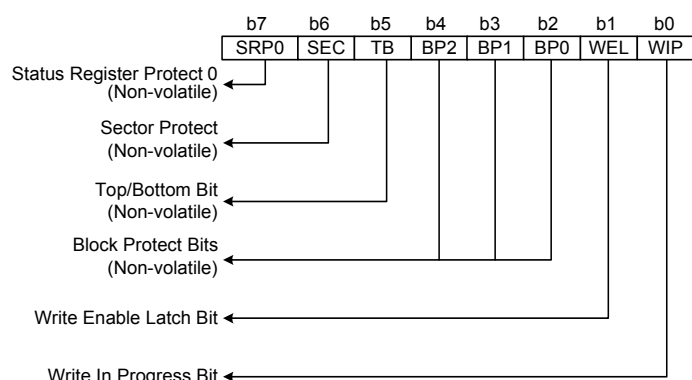 b7 b6 b5 b4 b3 b2 b1 b0
SRP0 SEC TB BP2 BP1 BP0 WEL WIP
Status Register Protect 0
(Non-volatile)
Sector Protect
(Non-volatile)
Top/Bottom Bit
(Non-volatile)
Block Protect Bits
(Non-volatile)
Write Enable Latch Bit
Write In Progress Bit